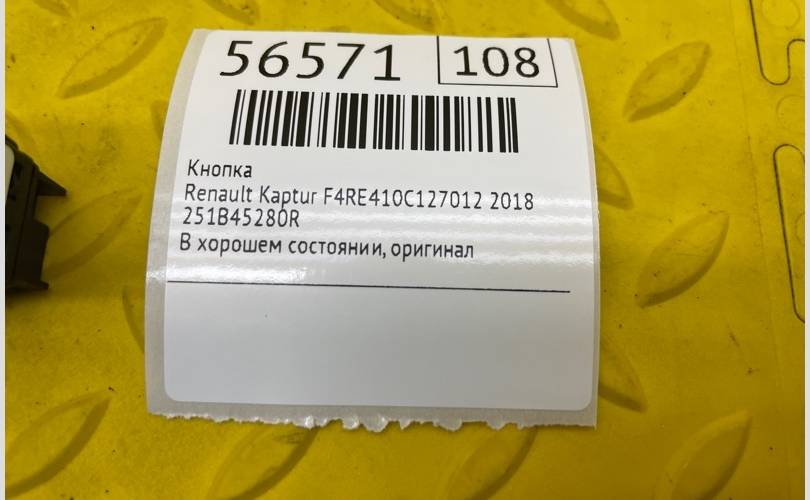 56571 108
Кнопка
Renault Kaptur F4RE410C127012 2018
251B45280R
В хорошем состоянии, оригинал